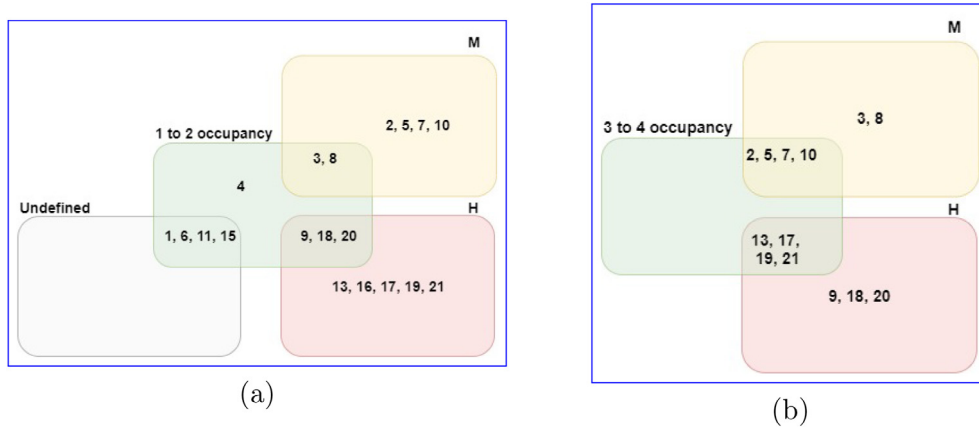 M
2, 5, 7, 10
1 to 2 occupancy
3, 8
4
Undefined
H
1, 6, 11, 15
9, 18, 20
13, 16, 17, 19, 21
(a)
M
3, 8
3 to 4 occupancy
2, 5, 7, 10
H
13, 17,
19, 21
9, 18, 20
(b)